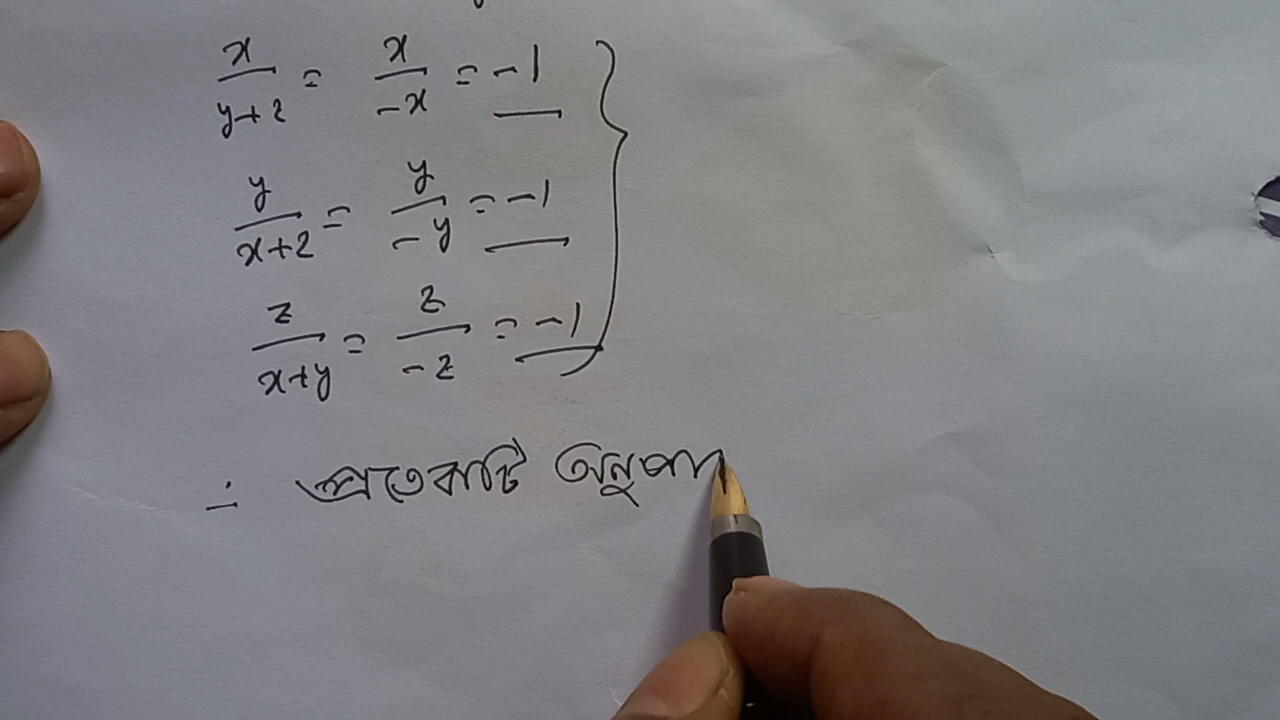 x/y+z = x/-x = -1
y/x+z = y/-y = -1
z/x+y = z/-z = -1
∴ প্রতেকটি অনুপা